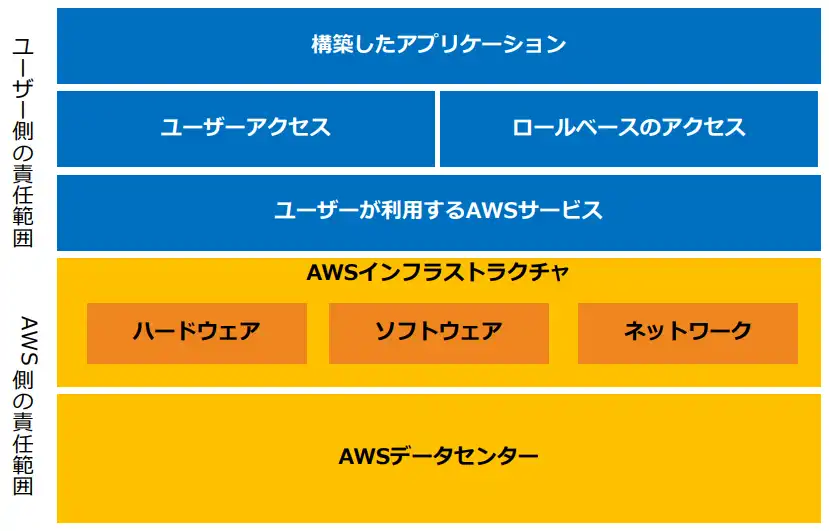 ユーザー側の責任範囲
構築したアプリケーション
ユーザーアクセス
ロールベースのアクセス
ユーザーが利用するAWSサービス
AWS側の責任範囲
AWSインフラストラクチャ
ハードウェア
ソフトウェア
ネットワーク
AWSデータセンター